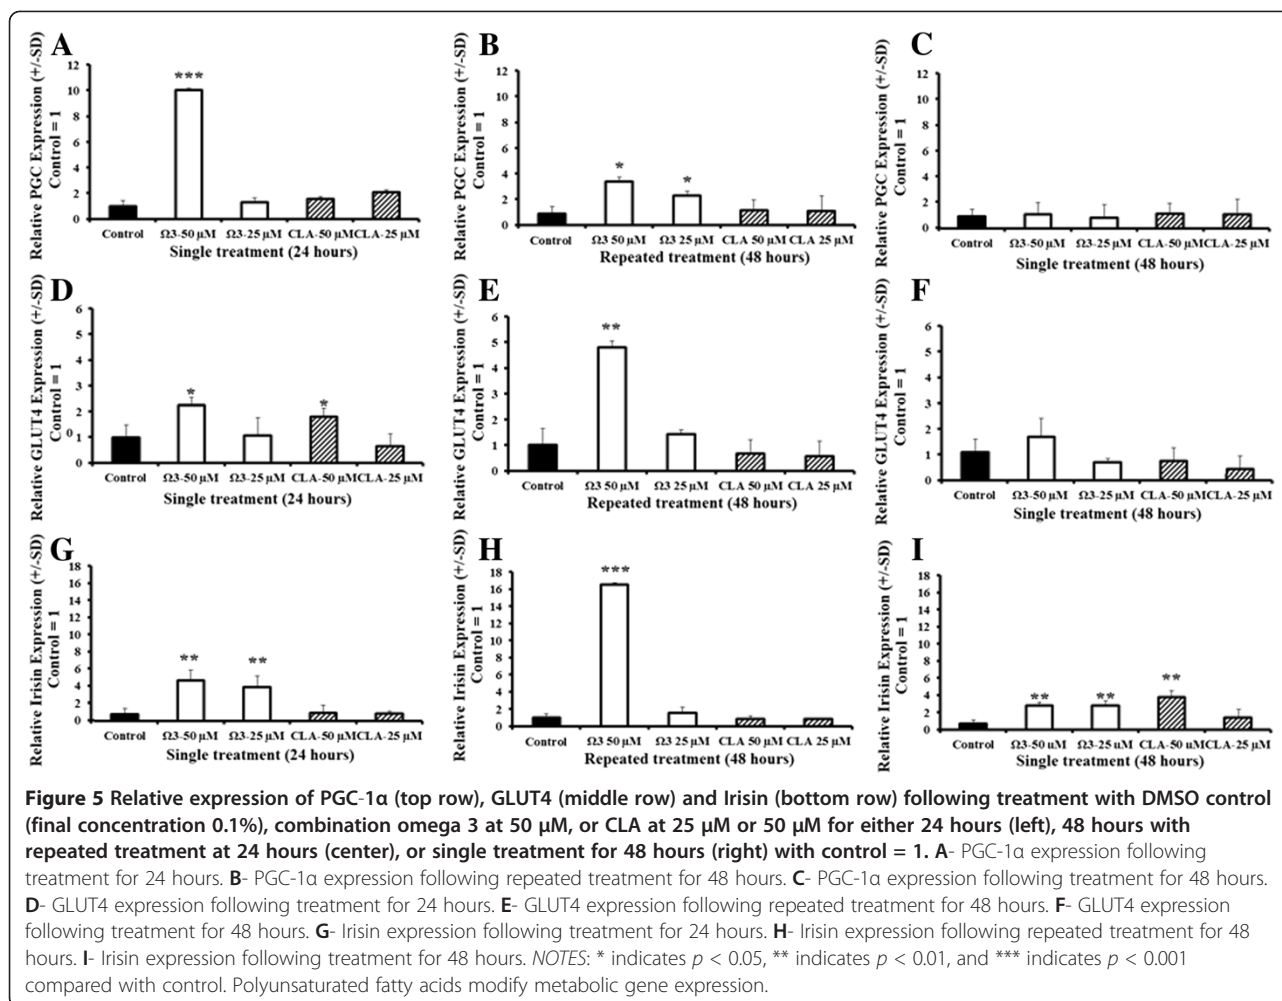 A
Relative PGC Expression (+/-SD)
Control = 1
12
10
8
6
4
2
0
***
Control Ω3-50 µM Ω3-25 µM CLA-50 µM CLA-25 µM
Single treatment (24 hours)
B
Relative PGC Expression (+/-SD)
Control = 1
12
10
8
6
4
2
0
* *
Control Ω3 50 µM Ω3 25 µM CLA 50 µM CLA 25 µM
Repeated treatment (48 hours)
C
Relative PGC Expression (+/-SD)
Control = 1
12
10
8
6
4
2
0
Control Ω3-50 µM Ω3-25 µM CLA-50 µM CLA-25 µM
Single treatment (48 hours)
D
Relative GLUT4 Expression (+/-SD)
Control = 1
6
5
4
3
2
1
0
0
* *
Control Ω3-50 µM Ω3-25 µM CLA-50 µM CLA-25 µM
Single treatment (24 hours)
E
Relative GLUT4 Expression (+/-SD)
Control = 1
6
5
4
3
2
1
0
**
Control Ω3 50 µM Ω3 25 µM CLA 50 µM CLA 25 µM
Repeated treatment (48 hours)
F
Relative GLUT4 Expression (+/-SD)
Control = 1
6
5
4
3
2
1
0
Control Ω3-50 µM Ω3-25 µM CLA-50 µM CLA-25 µM
Single treatment (48 hours)
G
Relative Irisin Expression (+/-SD)
Control = 1
18
16
14
12
10
8
6
4
2
0
** **
Control Ω3-50 µM Ω3-25 µM CLA-50 µM CLA-25 µM
Single treatment (24 hours)
H
Relative Irisin Expression (+/-SD)
Control = 1
18
16
14
12
10
8
6
4
2
0
***
Control Ω3 50 µM Ω3 25 µM CLA 50 µM CLA 25 µM
Repeated treatment (48 hours)
I
Relative Irisin Expression (+/-SD)
Control = 1
18
16
14
12
10
8
6
4
2
0
** ** **
Control Ω3-50 µM Ω3-25 µM CLA-50 uM CLA-25 µM
Single treatment (48 hours)
Figure 5 Relative expression of PGC-1α (top row), GLUT4 (middle row) and Irisin (bottom row) following treatment with DMSO control
(final concentration 0.1%), combination omega 3 at 50 µM, or CLA at 25 µM or 50 µM for either 24 hours (left), 48 hours with
repeated treatment at 24 hours (center), or single treatment for 48 hours (right) with control = 1. A- PGC-1α expression following
treatment for 24 hours. B- PGC-1α expression following repeated treatment for 48 hours. C- PGC-1α expression following treatment for 48 hours.
D- GLUT4 expression following treatment for 24 hours. E- GLUT4 expression following repeated treatment for 48 hours. F- GLUT4 expression
following treatment for 48 hours. G- Irisin expression following treatment for 24 hours. H- Irisin expression following repeated treatment for 48
hours. I- Irisin expression following treatment for 48 hours. NOTES: * indicates p < 0.05, ** indicates p < 0.01, and *** indicates p < 0.001
compared with control. Polyunsaturated fatty acids modify metabolic gene expression.